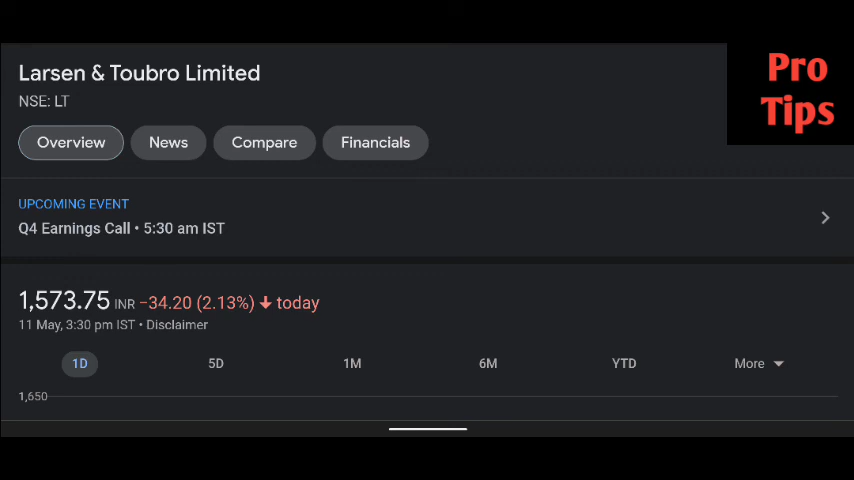 Larsen & Toubro Limited
NSE: LT
Pro
Tips
Overview News Compare Financials
UPCOMING EVENT
Q4 Earnings Call • 5:30 am IST
1,573.75 INR −34.20 (2.13%) ↓ today
11 May, 3:30 pm IST • Disclaimer
1D 5D 1M 6M YTD More
1,650